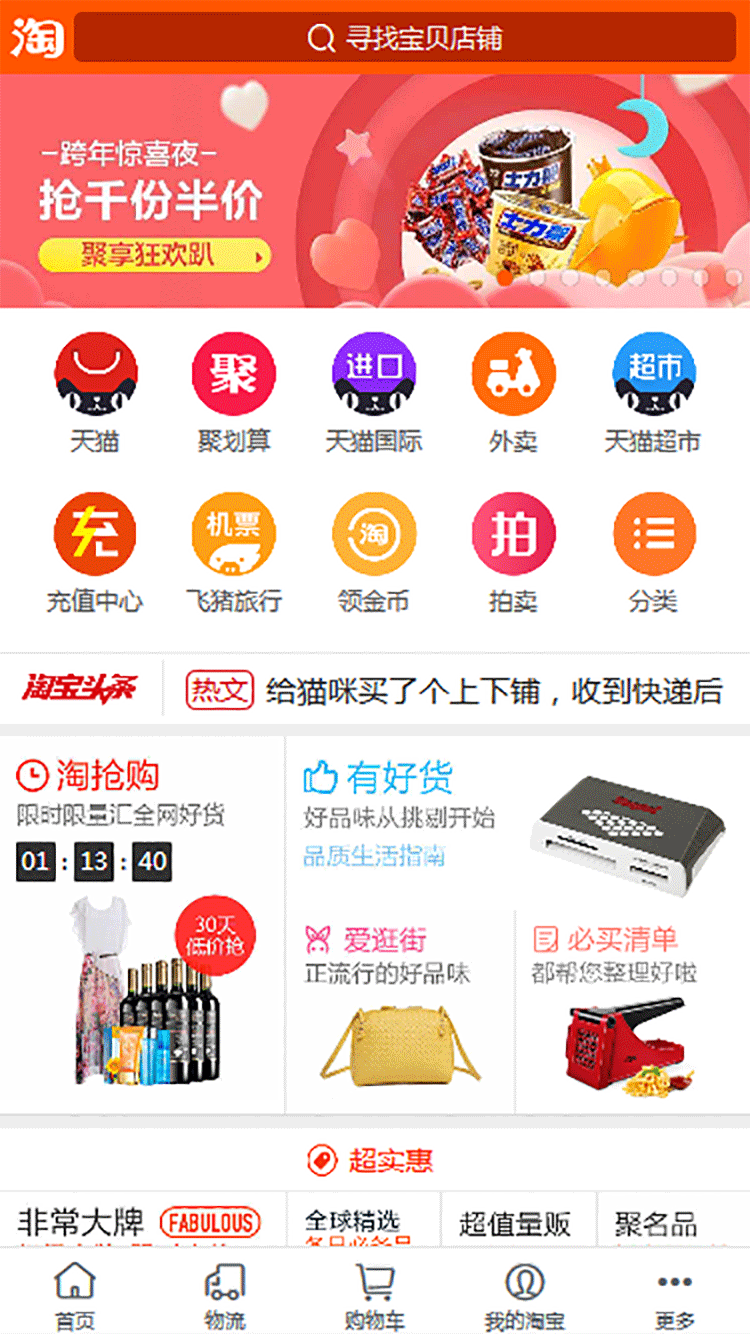 淘
寻找宝贝店铺
-跨年惊喜夜-
抢千份半价
聚享狂欢趴
士力架
士力架
聚
进口
超市
天猫
聚划算
天猫国际
外卖
天猫超市
充
机票
淘
拍
充值中心
飞猪旅行
领金币
拍卖
分类
淘宝头条
热文
给猫咪买了个上下铺，收到快递后
淘抢购
限时限量汇全网好货
01 : 13 : 40
30天
低价抢
有好货
好品味从挑剔开始
品质生活指南
爱逛街
正流行的好品味
必买清单
都帮您整理好啦
超实惠
非常大牌
FABULOUS
全球精选
超值量贩
聚名品
首页
物流
购物车
我的淘宝
更多